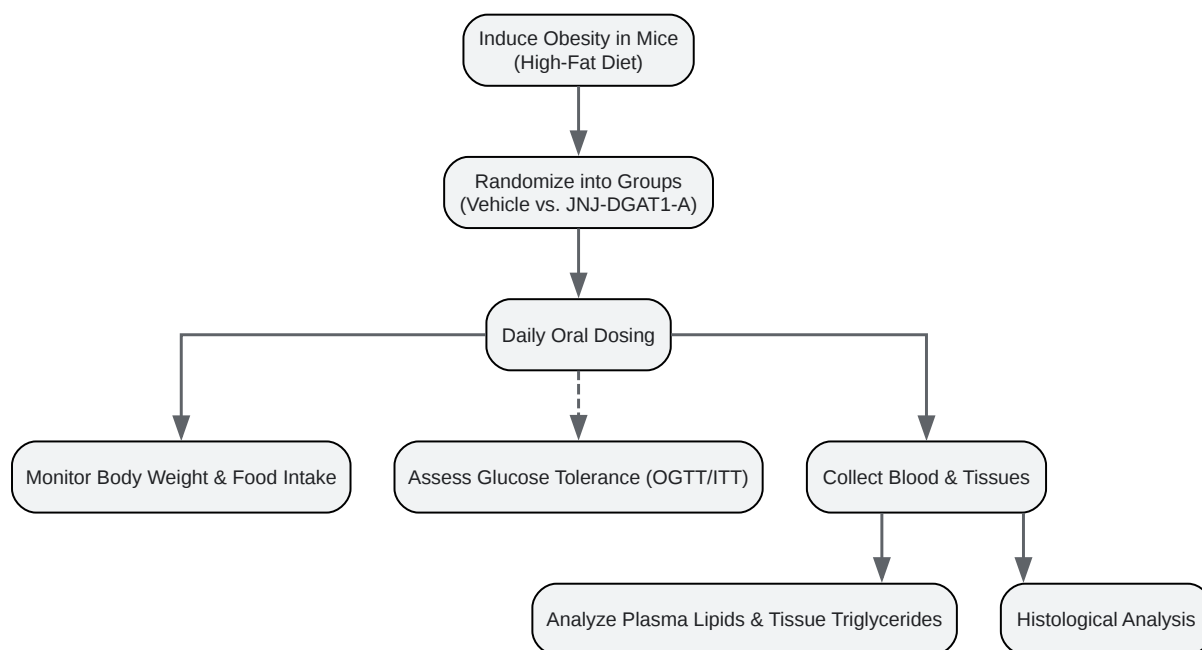 Induce Obesity in Mice
(High-Fat Diet)
Randomize into Groups
(Vehicle vs. JNJ-DGAT1-A)
Daily Oral Dosing
Monitor Body Weight & Food Intake
Assess Glucose Tolerance (OGTT/ITT)
Collect Blood & Tissues
Analyze Plasma Lipids & Tissue Triglycerides
Histological Analysis